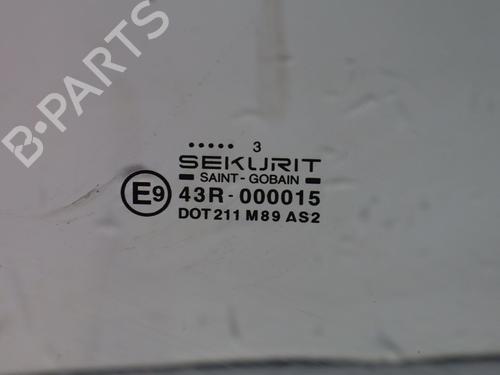 B-PARTS
..... 3
SEKURIT
SAINT-GOBAIN
E9 43R-000015
DOT 211 M89 AS2